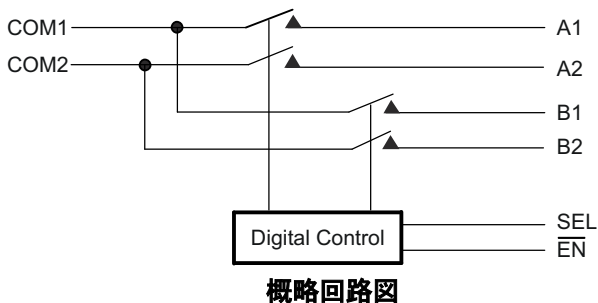 COM1
A1
COM2
A2
B1
B2
SEL
Digital Control
EN
概略回路図